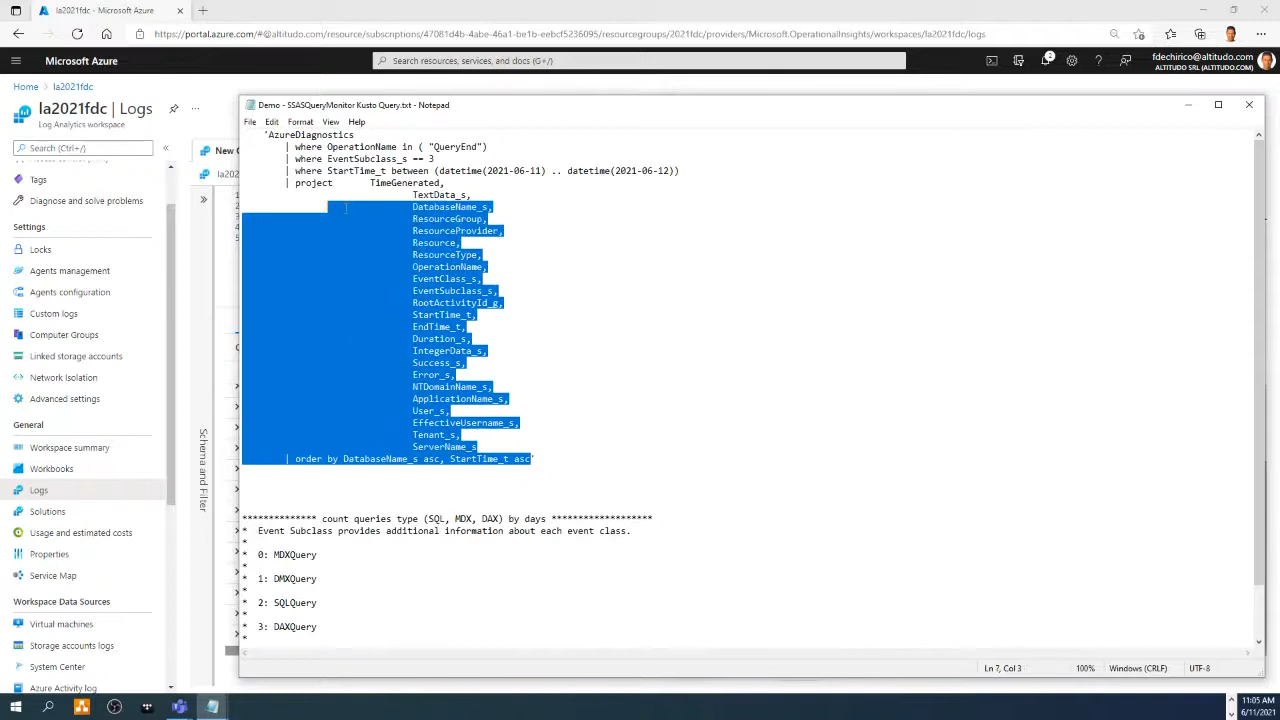 la2021fdc - Microsoft Azure
https://portal.azure.com/#@altitudo.com/resource/subscriptions/47081d4b-4abe-46a1-be1b-eebcf5236095/resourcegroups/2021fdc/providers/Microsoft.OperationalInsights/workspaces/la2021fdc/logs
Microsoft Azure
Search resources, services, and docs (G+/)
2
fdechirico@altitudo.com
ALTITUDO SRL (ALTITUDO.COM)
Home > la2021fdc
la2021fdc | Logs
Log Analytics workspace
Search (Ctrl+/)
Tags
Diagnose and solve problems
Settings
Locks
Agents management
Agents configuration
Custom logs
Computer Groups
Linked storage accounts
Network Isolation
Advanced settings
General
Workspace summary
Workbooks
Logs
Solutions
Usage and estimated costs
Properties
Service Map
Workspace Data Sources
Virtual machines
Storage accounts logs
System Center
Azure Activity log
New
la202
Schema and Filter
Demo - SSASQueryMonitor Kusto Query.txt - Notepad
File Edit Format View Help
'AzureDiagnostics
| where OperationName in ( "QueryEnd")
| where EventSubclass_s == 3
| where StartTime_t between (datetime(2021-06-11) .. datetime(2021-06-12))
| project TimeGenerated,
TextData_s,
DatabaseName_s,
ResourceGroup,
ResourceProvider,
Resource,
ResourceType,
OperationName,
EventClass_s,
EventSubclass_s,
RootActivityId_g,
StartTime_t,
EndTime_t,
Duration_s,
IntegerData_s,
Success_s,
Error_s,
NTDomainName_s,
ApplicationName_s,
User_s,
EffectiveUsername_s,
Tenant_s,
ServerName_s
| order by DatabaseName_s asc, StartTime_t asc'
************** count queries type (SQL, MDX, DAX) by days *******************
* Event Subclass provides additional information about each event class.
*
* 0: MDXQuery
*
* 1: DMXQuery
*
* 2: SQLQuery
*
* 3: DAXQuery
*
Ln 7, Col 3
100%
Windows (CRLF)
UTF-8
11:05 AM
6/11/2021